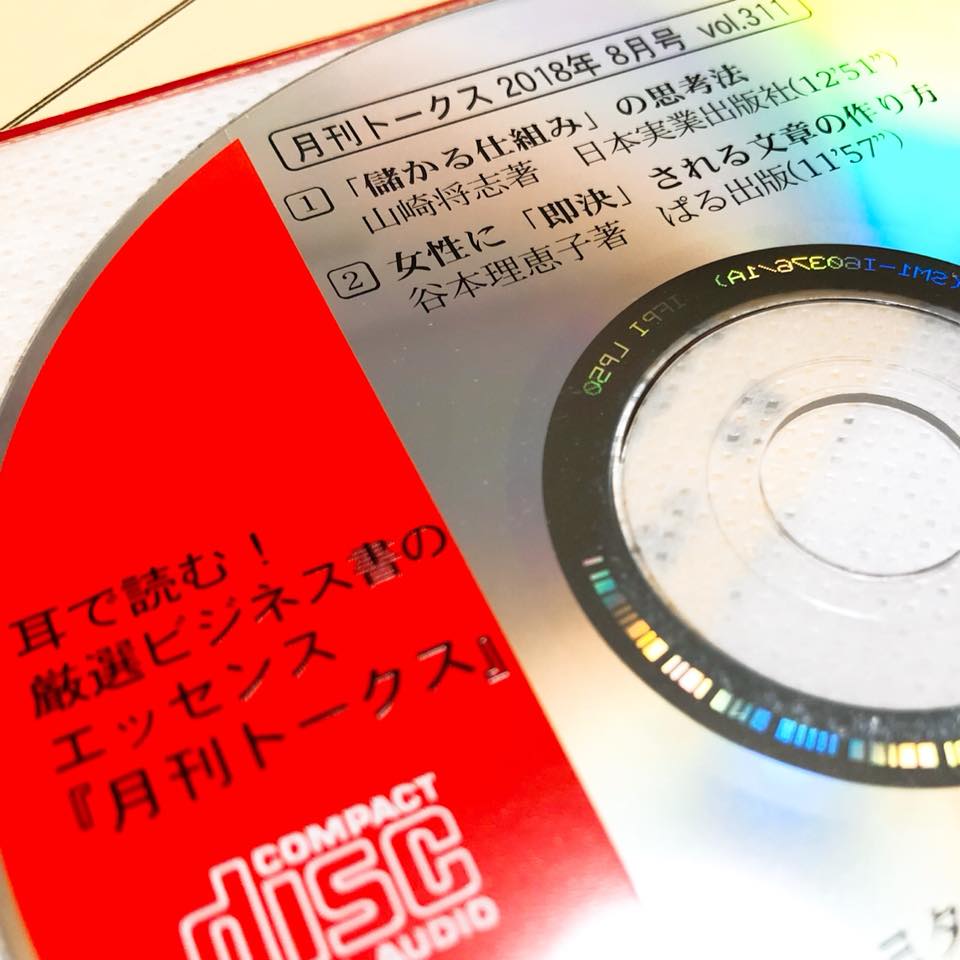 月刊トークス 2018年 8月号 vol.311
1 「儲かる仕組み」の思考法
山崎将志著 日本実業出版社(12'51")
2 女性に「即決」される文章の作り方
谷本理恵子著 ぱる出版(11'57")
耳で読む！
厳選ビジネス書の
エッセンス
『月刊トークス』
COMPACT
disc
AUDIO
IFPI LP50